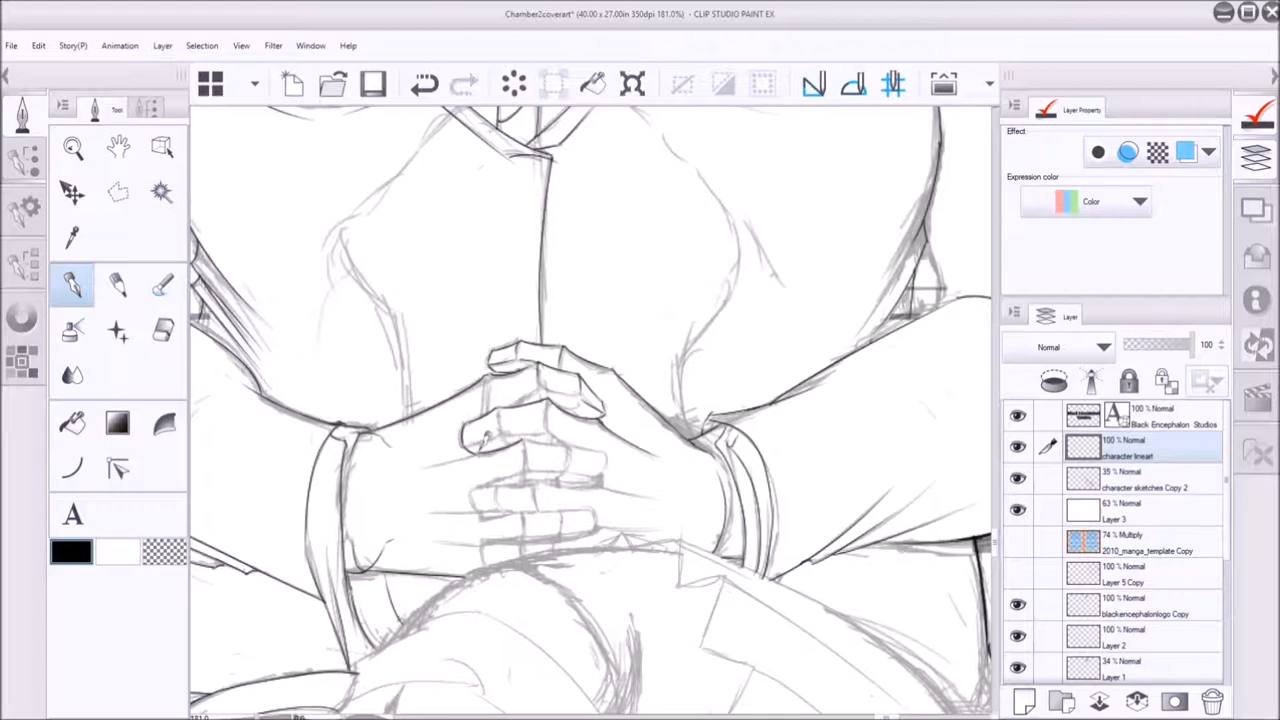 Chamber2coverart* (40.00 x 27.00in 350dpi 181.0%) - CLIP STUDIO PAINT EX
File Edit Story(P) Animation Layer Selection View Filter Window Help
Tool
Layer Property
Effect
Expression color
Color
Layer
Normal 100
100 % Normal
Black Encephalon Studios
100 % Normal
character lineart
35 % Normal
character sketches Copy 2
63 % Normal
Layer 3
74 % Multiply
2010_manga_template Copy
100 % Normal
Layer 5 Copy
100 % Normal
blackencephalonlogo Copy
100 % Normal
Layer 2
34 % Normal
Layer 1
181.0